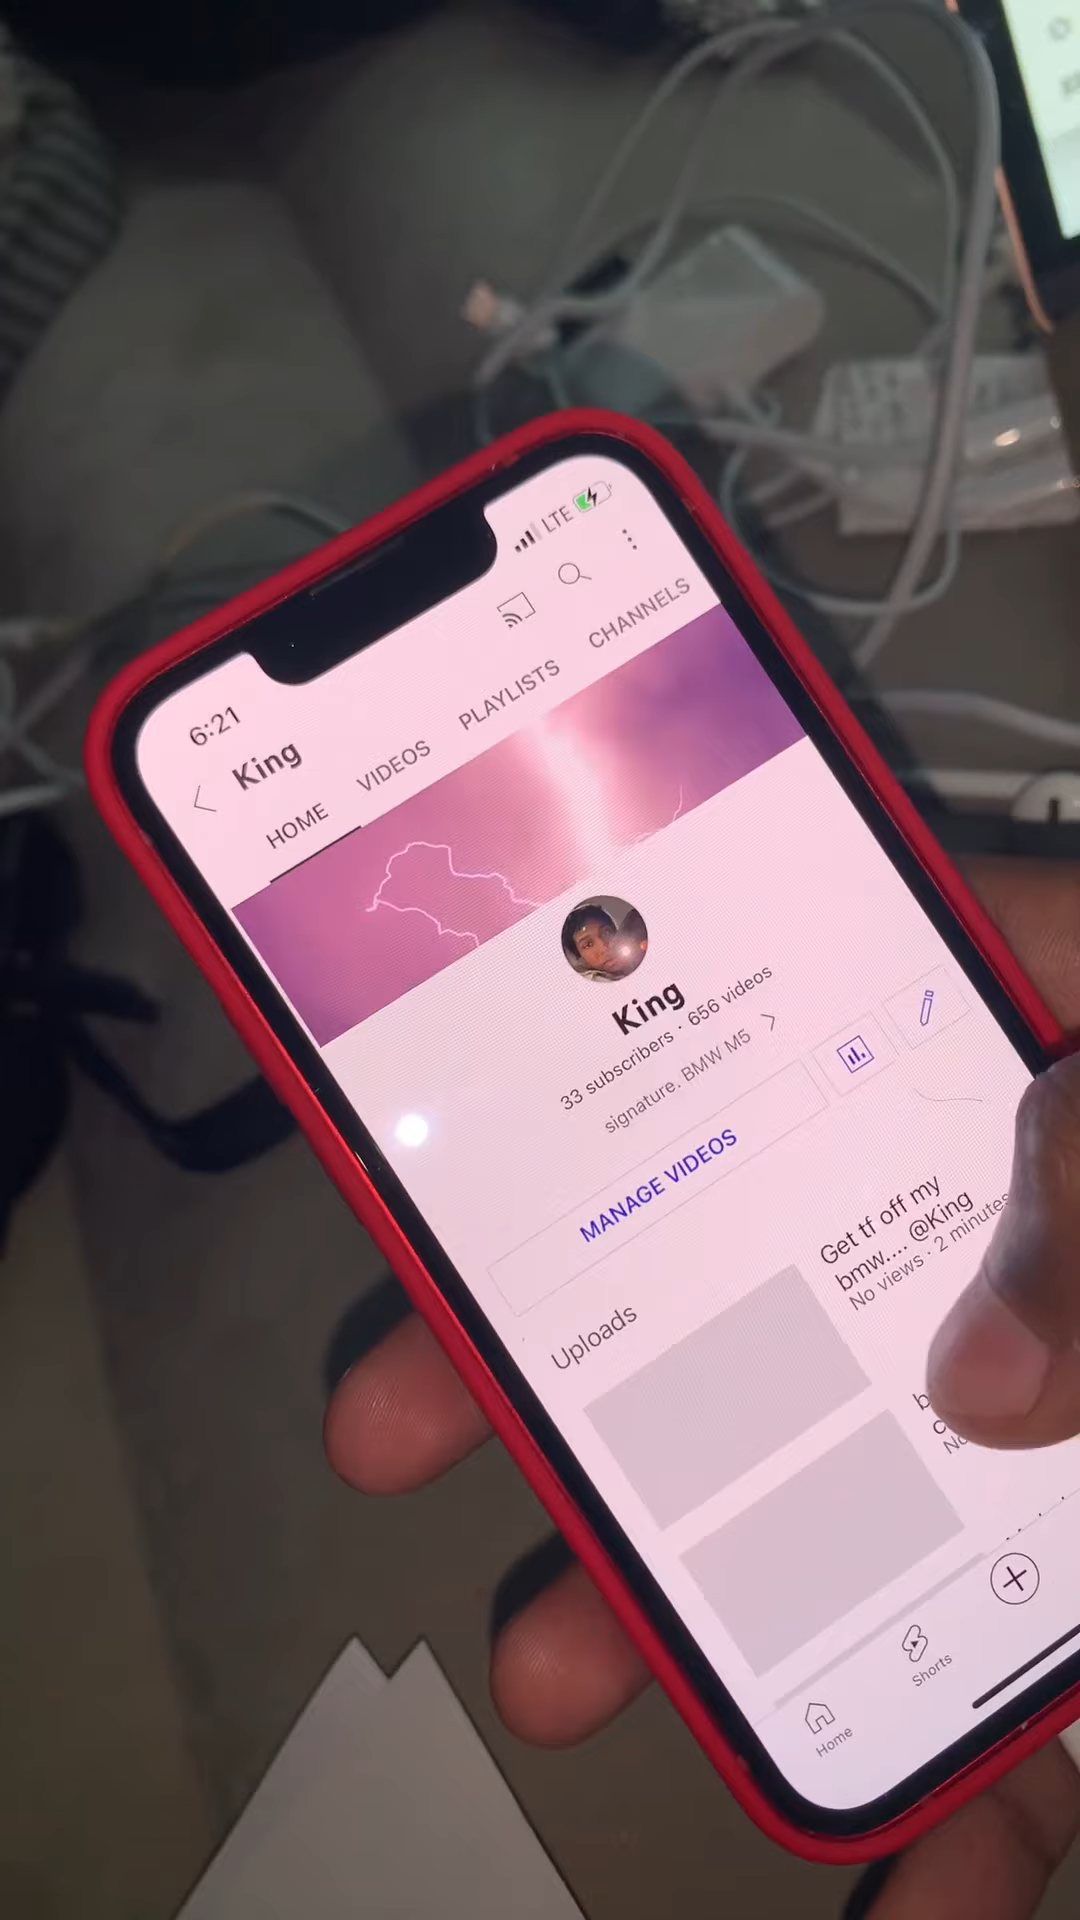 6:21
LTE
King
HOME VIDEOS PLAYLISTS CHANNELS
King
33 subscribers · 656 videos
signature. BMW M5
MANAGE VIDEOS
Uploads
Get tf off my
bmw.... @King
No views · 2 minutes
Home
Shorts